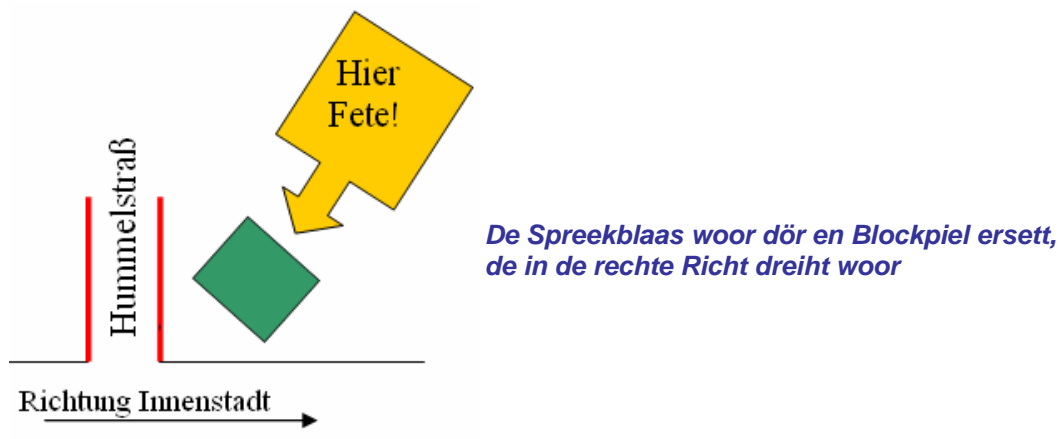 Hier
Fete!
Hummelstraß
De Spreekblaas woor dör en Blockpiel ersett,
de in de rechte Richt dreiht woor
Richtung Innenstadt